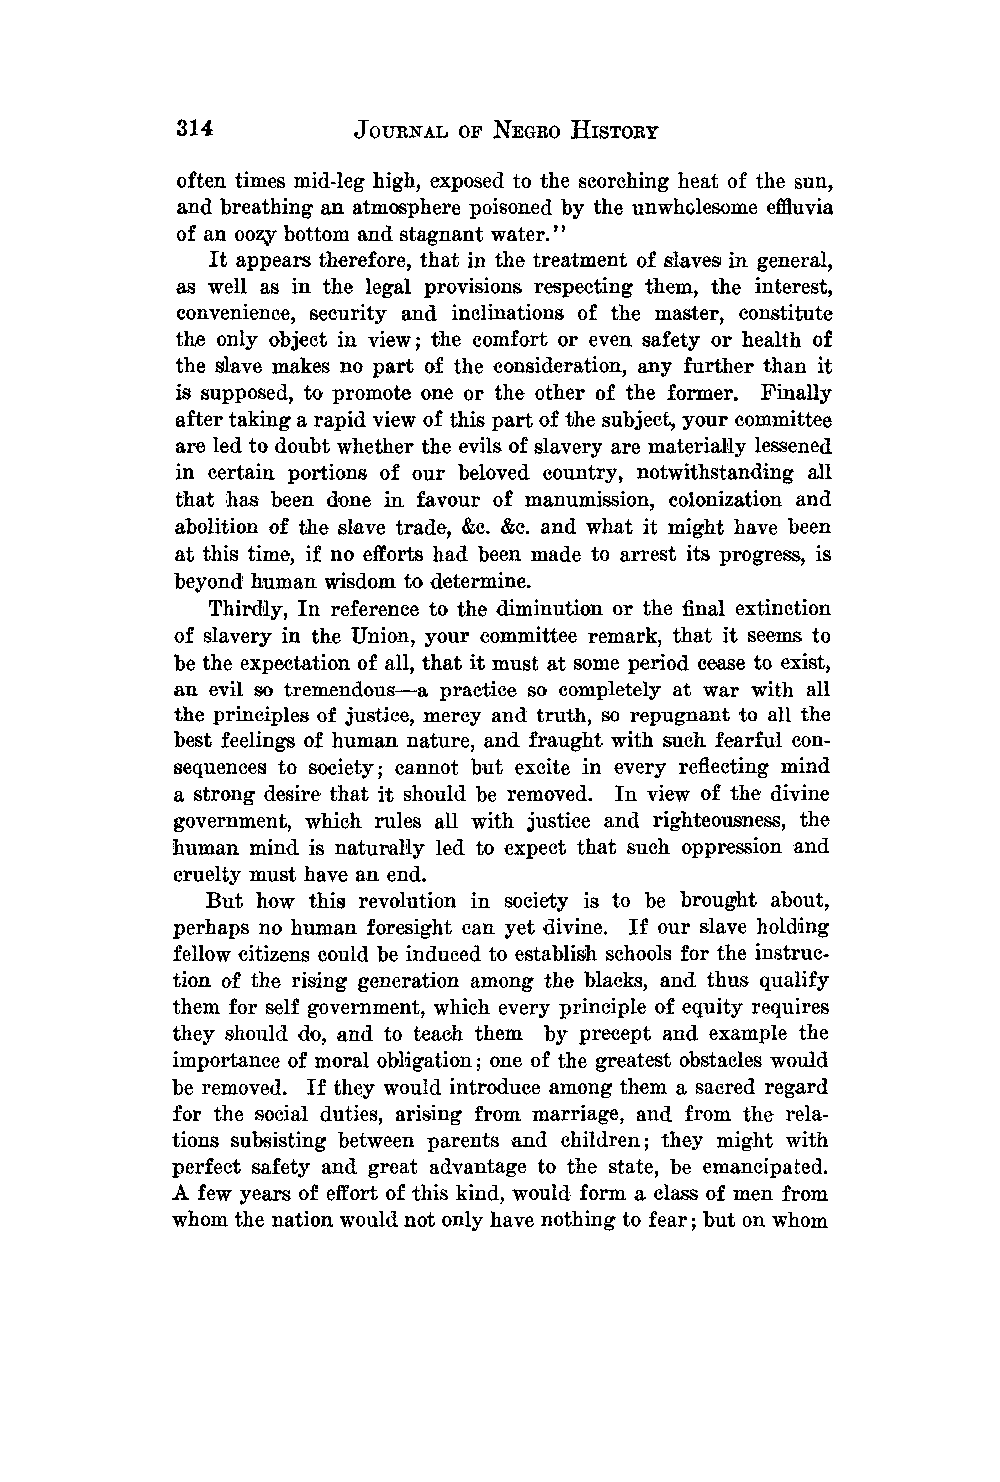 314 JOURNAL OF NEGRO HISTORY
often times mid-leg high, exposed to the scorching heat of the sun,
and breathing an atmosphere poisoned by the unwholesome effluvia
of an oozy bottom and stagnant water."
It appears therefore, that in the treatment of slaves in general,
as well as in the legal provisions respecting them, the interest,
convenience, security and inclinations of the master, constitute
the only object in view; the comfort or even safety or health of
the slave makes no part of the consideration, any further than it
is supposed, to promote one or the other of the former. Finally
after taking a rapid view of this part of the subject, your committee
are led to doubt whether the evils of slavery are materially lessened
in certain portions of our beloved country, notwithstanding all
that has been done in favour of manumission, colonization and
abolition of the slave trade, &c. &c. and what it might have been
at this time, if no efforts had been made to arrest its progress, is
beyond human wisdom to determine.
Thirdly, In reference to the diminution or the final extinction
of slavery in the Union, your committee remark, that it seems to
be the expectation of all, that it must at some period cease to exist,
an evil so tremendous—a practice so completely at war with all
the principles of justice, mercy and truth, so repugnant to all the
best feelings of human nature, and fraught with such fearful con-
sequences to society; cannot but excite in every reflecting mind
a strong desire that it should be removed. In view of the divine
government, which rules all with justice and righteousness, the
human mind is naturally led to expect that such oppression and
cruelty must have an end.
But how this revolution in society is to be brought about,
perhaps no human foresight can yet divine. If our slave holding
fellow citizens could be induced to establish schools for the instruc-
tion of the rising generation among the blacks, and thus qualify
them for self government, which every principle of equity requires
they should do, and to teach them by precept and example the
importance of moral obligation; one of the greatest obstacles would
be removed. If they would introduce among them a sacred regard
for the social duties, arising from marriage, and from the rela-
tions subsisting between parents and children; they might with
perfect safety and great advantage to the state, be emancipated.
A few years of effort of this kind, would form a class of men from
whom the nation would not only have nothing to fear; but on whom